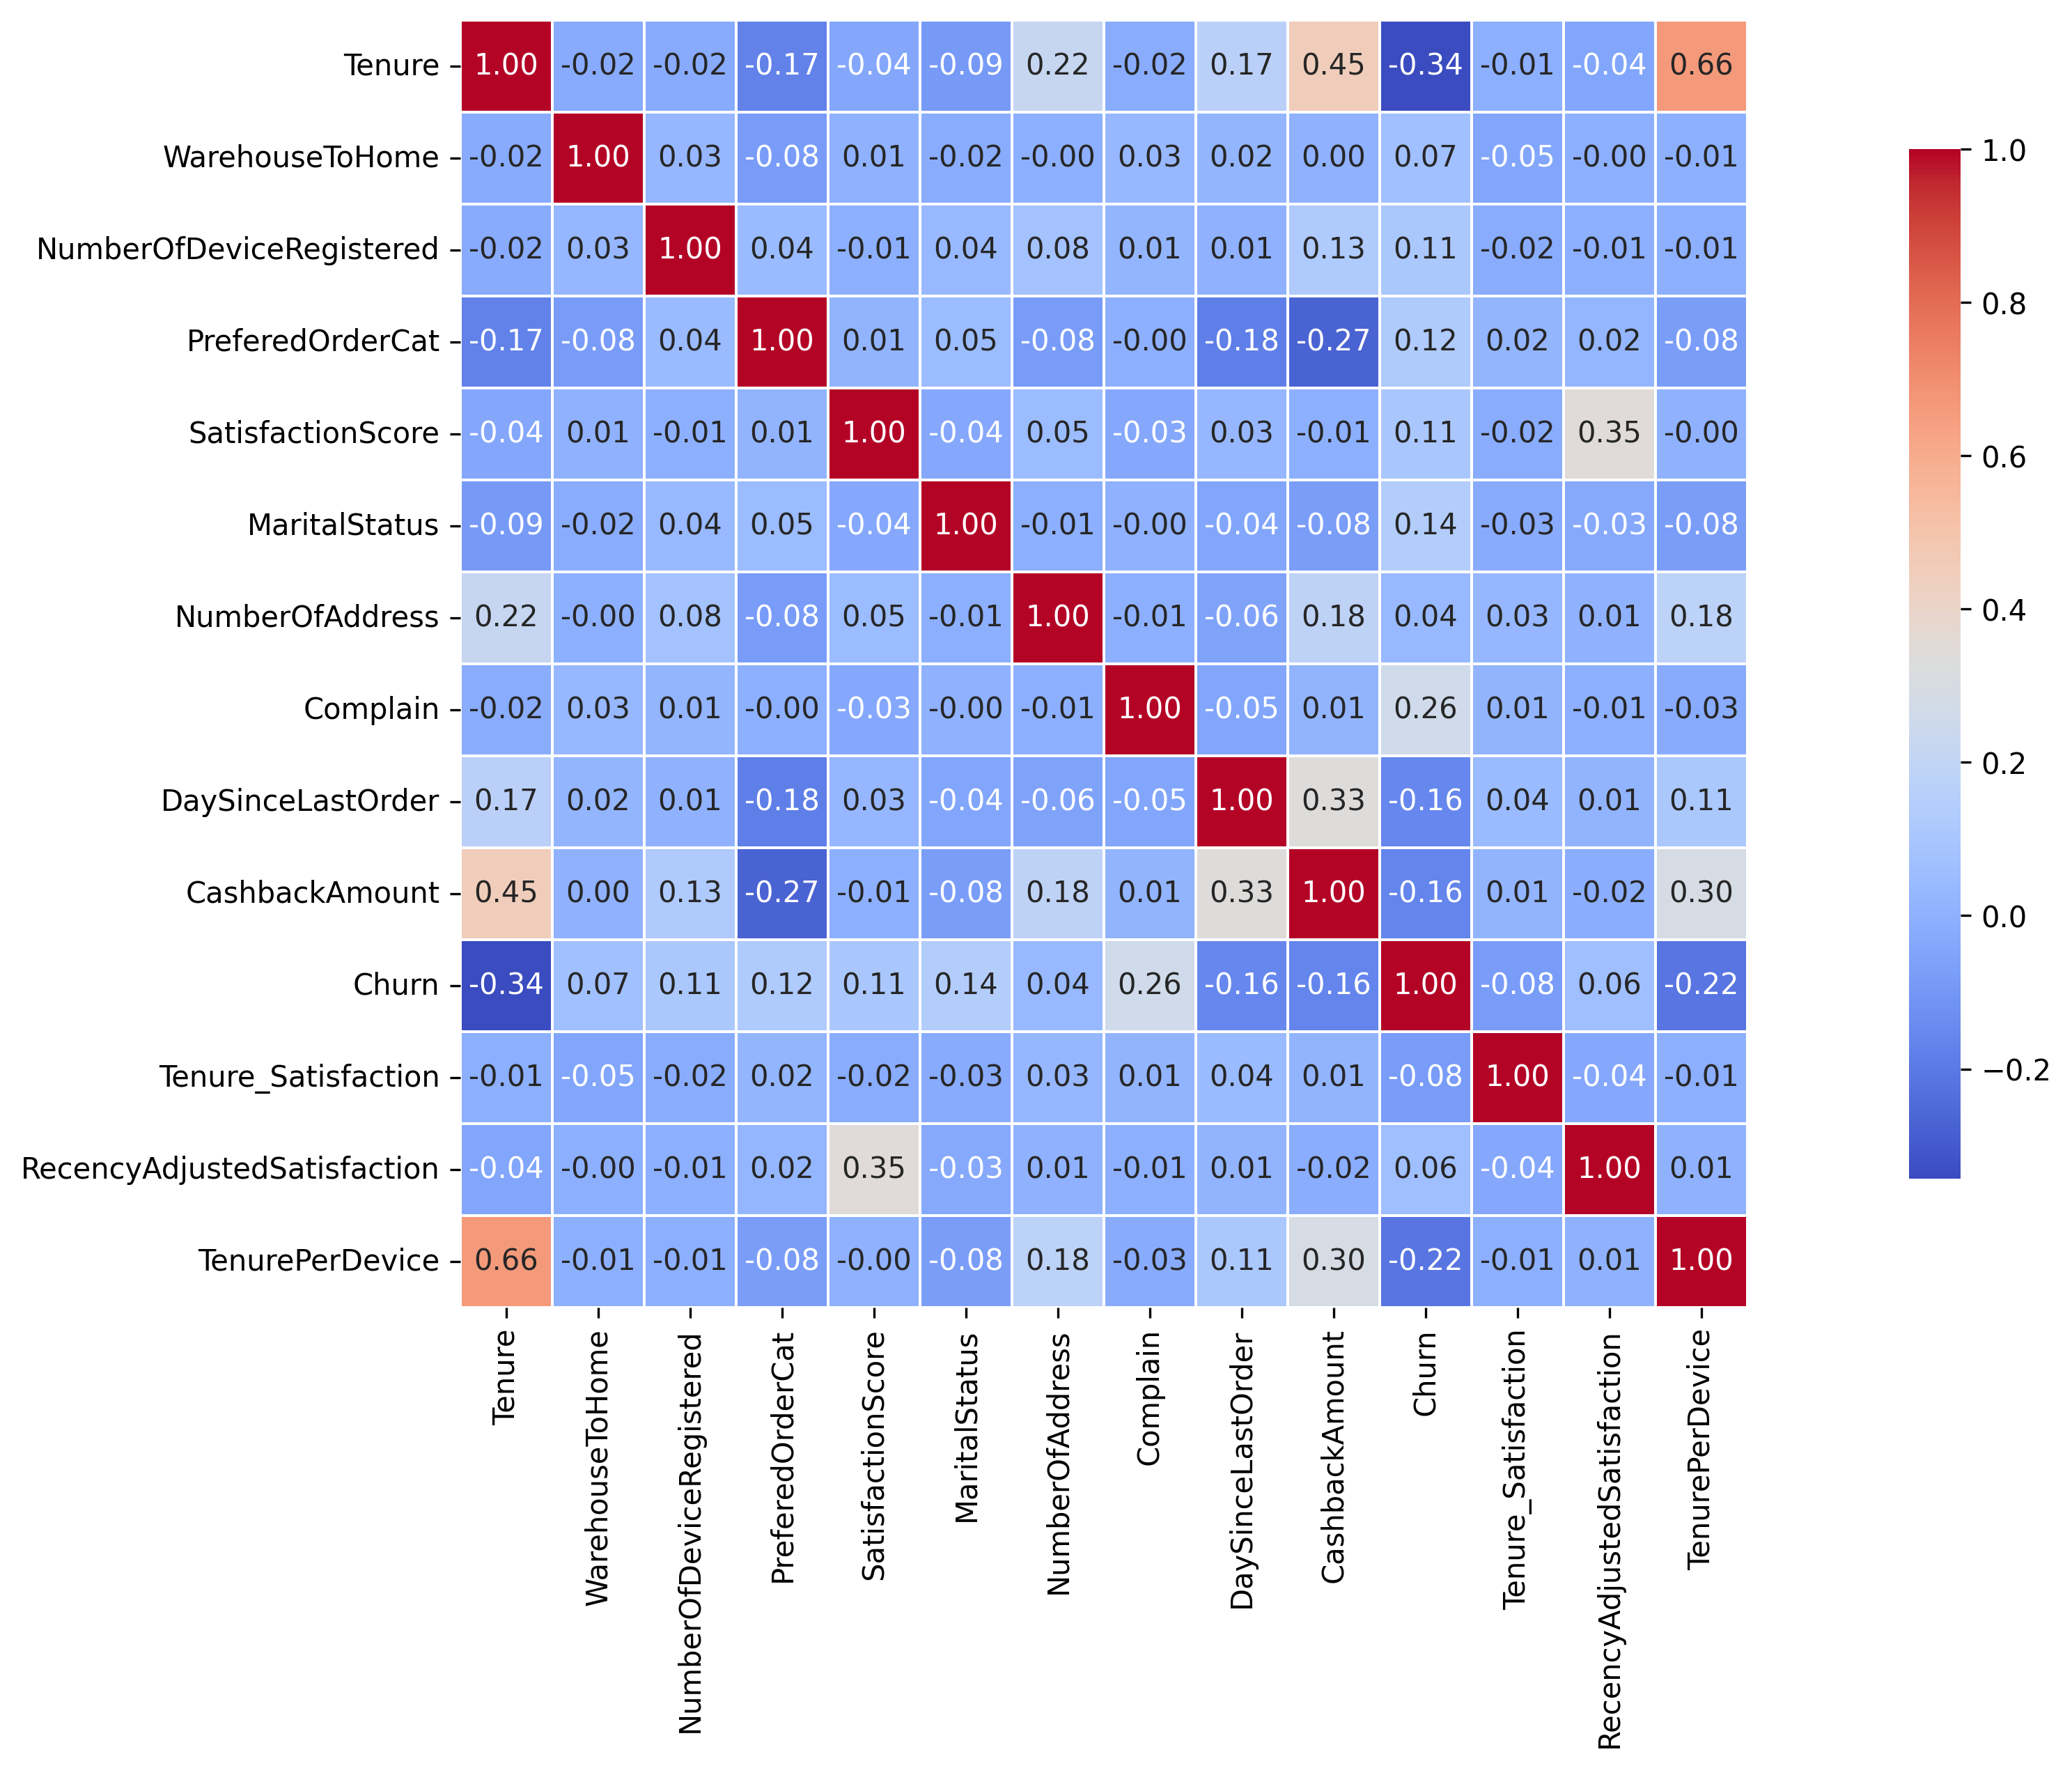 Tenure 1.00 -0.02 -0.02 -0.17 -0.04 -0.09 0.22 -0.02 0.17 0.45 -0.34 -0.01 -0.04 0.66
WarehouseToHome -0.02 1.00 0.03 -0.08 0.01 -0.02 -0.00 0.03 0.02 0.00 0.07 -0.05 -0.00 -0.01
NumberOfDeviceRegistered -0.02 0.03 1.00 0.04 -0.01 0.04 0.08 0.01 0.01 0.13 0.11 -0.02 -0.01 -0.01
PreferedOrderCat -0.17 -0.08 0.04 1.00 0.01 0.05 -0.08 -0.00 -0.18 -0.27 0.12 0.02 0.02 -0.08
SatisfactionScore -0.04 0.01 -0.01 0.01 1.00 -0.04 0.05 -0.03 0.03 -0.01 0.11 -0.02 0.35 -0.00
MaritalStatus -0.09 -0.02 0.04 0.05 -0.04 1.00 -0.01 -0.00 -0.04 -0.08 0.14 -0.03 -0.03 -0.08
NumberOfAddress 0.22 -0.00 0.08 -0.08 0.05 -0.01 1.00 -0.01 -0.06 0.18 0.04 0.03 0.01 0.18
Complain -0.02 0.03 0.01 -0.00 -0.03 -0.00 -0.01 1.00 -0.05 0.01 0.26 0.01 -0.01 -0.03
DaySinceLastOrder 0.17 0.02 0.01 -0.18 0.03 -0.04 -0.06 -0.05 1.00 0.33 -0.16 0.04 0.01 0.11
CashbackAmount 0.45 0.00 0.13 -0.27 -0.01 -0.08 0.18 0.01 0.33 1.00 -0.16 0.01 -0.02 0.30
Churn -0.34 0.07 0.11 0.12 0.11 0.14 0.04 0.26 -0.16 -0.16 1.00 -0.08 0.06 -0.22
Tenure_Satisfaction -0.01 -0.05 -0.02 0.02 -0.02 -0.03 0.03 0.01 0.04 0.01 -0.08 1.00 -0.04 -0.01
RecencyAdjustedSatisfaction -0.04 -0.00 -0.01 0.02 0.35 -0.03 0.01 -0.01 0.01 -0.02 0.06 -0.04 1.00 0.01
TenurePerDevice 0.66 -0.01 -0.01 -0.08 -0.00 -0.08 0.18 -0.03 0.11 0.30 -0.22 -0.01 0.01 1.00
Tenure
WarehouseToHome
NumberOfDeviceRegistered
PreferedOrderCat
SatisfactionScore
MaritalStatus
NumberOfAddress
Complain
DaySinceLastOrder
CashbackAmount
Churn
Tenure_Satisfaction
RecencyAdjustedSatisfaction
TenurePerDevice
1.0
0.8
0.6
0.4
0.2
0.0
−0.2